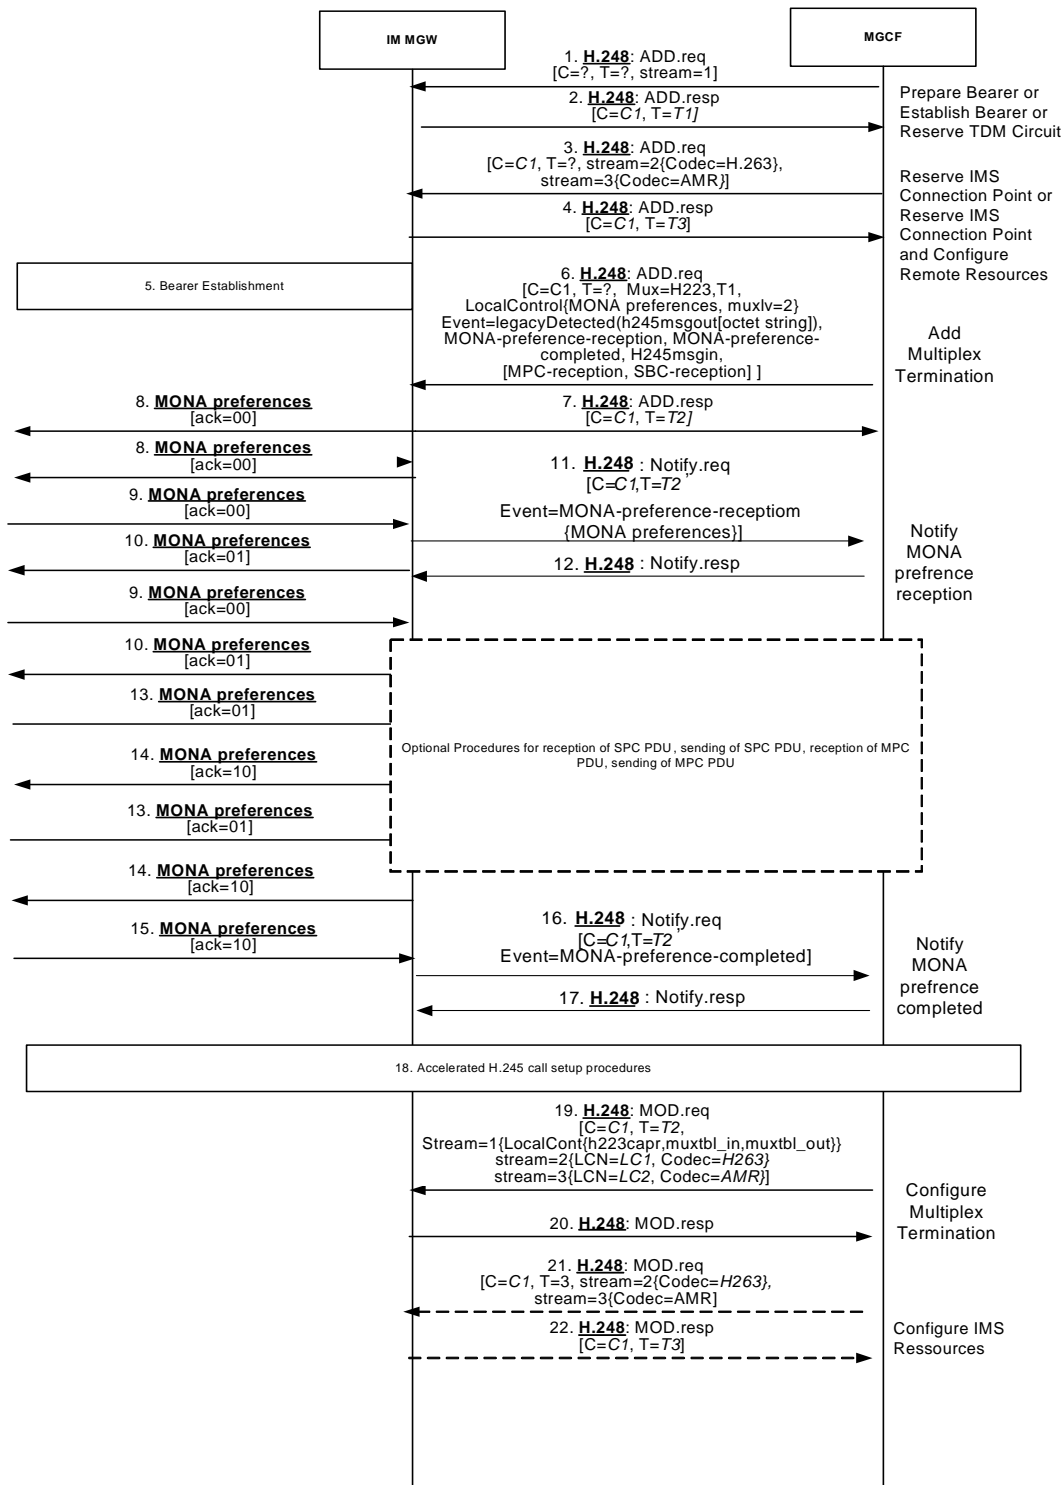 IM MGW
MGCF
1. H.248: ADD.req
[C=?, T=?, stream=1]
2. H.248: ADD.resp
[C=C1, T=T1]
Prepare Bearer or
Establish Bearer or
Reserve TDM Circuit
3. H.248: ADD.req
[C=C1, T=?, stream=2{Codec=H.263},
stream=3{Codec=AMR}]
4. H.248: ADD.resp
[C=C1, T=T3]
Reserve IMS
Connection Point or
Reserve IMS
Connection Point
and Configure
Remote Resources
5. Bearer Establishment
6. H.248: ADD.req
[C=C1, T=?, Mux=H223,T1,
LocalControl{MONA preferences, muxlv=2}
Event=legacyDetected(h245msgout[octet string]),
MONA-preference-reception, MONA-preference-
completed, H245msgin,
[MPC-reception, SBC-reception] ]
Add
Multiplex
Termination
8. MONA preferences
[ack=00]
7. H.248: ADD.resp
[C=C1, T=T2]
8. MONA preferences
[ack=00]
11. H.248 : Notify.req
[C=C1,T=T2 ,
Event=MONA-preference-receptiom
{MONA preferences}]
9. MONA preferences
[ack=00]
10. MONA preferences
[ack=01]
12. H.248 : Notify.resp
Notify
MONA
prefrence
reception
9. MONA preferences
[ack=00]
10. MONA preferences
[ack=01]
13. MONA preferences
[ack=01]
Optional Procedures for reception of SPC PDU, sending of SPC PDU, reception of MPC
PDU, sending of MPC PDU
14. MONA preferences
[ack=10]
13. MONA preferences
[ack=01]
14. MONA preferences
[ack=10]
15. MONA preferences
[ack=10]
16. H.248 : Notify.req
[C=C1,T=T2 ,
Event=MONA-preference-completed]
17. H.248 : Notify.resp
Notify
MONA
prefrence
completed
18. Accelerated H.245 call setup procedures
19. H.248: MOD.req
[C=C1, T=T2,
Stream=1{LocalCont{h223capr,muxtbl_in,muxtbl_out}}
stream=2{LCN=LC1, Codec=H263}
stream=3{LCN=LC2, Codec=AMR}]
Configure
Multiplex
Termination
20. H.248: MOD.resp
21. H.248: MOD.req
[C=C1, T=3, stream=2{Codec=H263},
stream=3{Codec=AMR]
22. H.248: MOD.resp
[C=C1, T=T3]
Configure IMS
Ressources